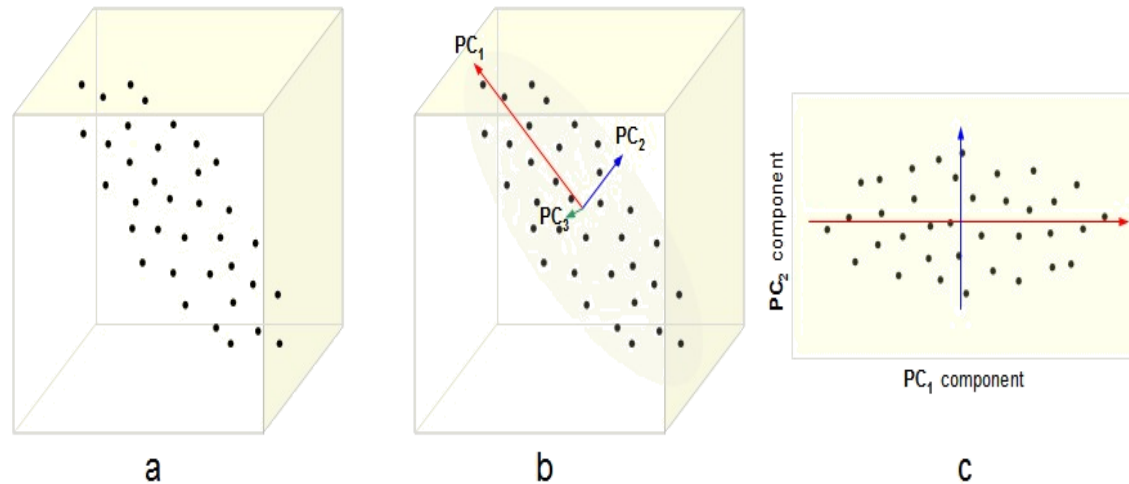 PC1
PC2
PC3
PC2 component
PC1 component
a
b
c